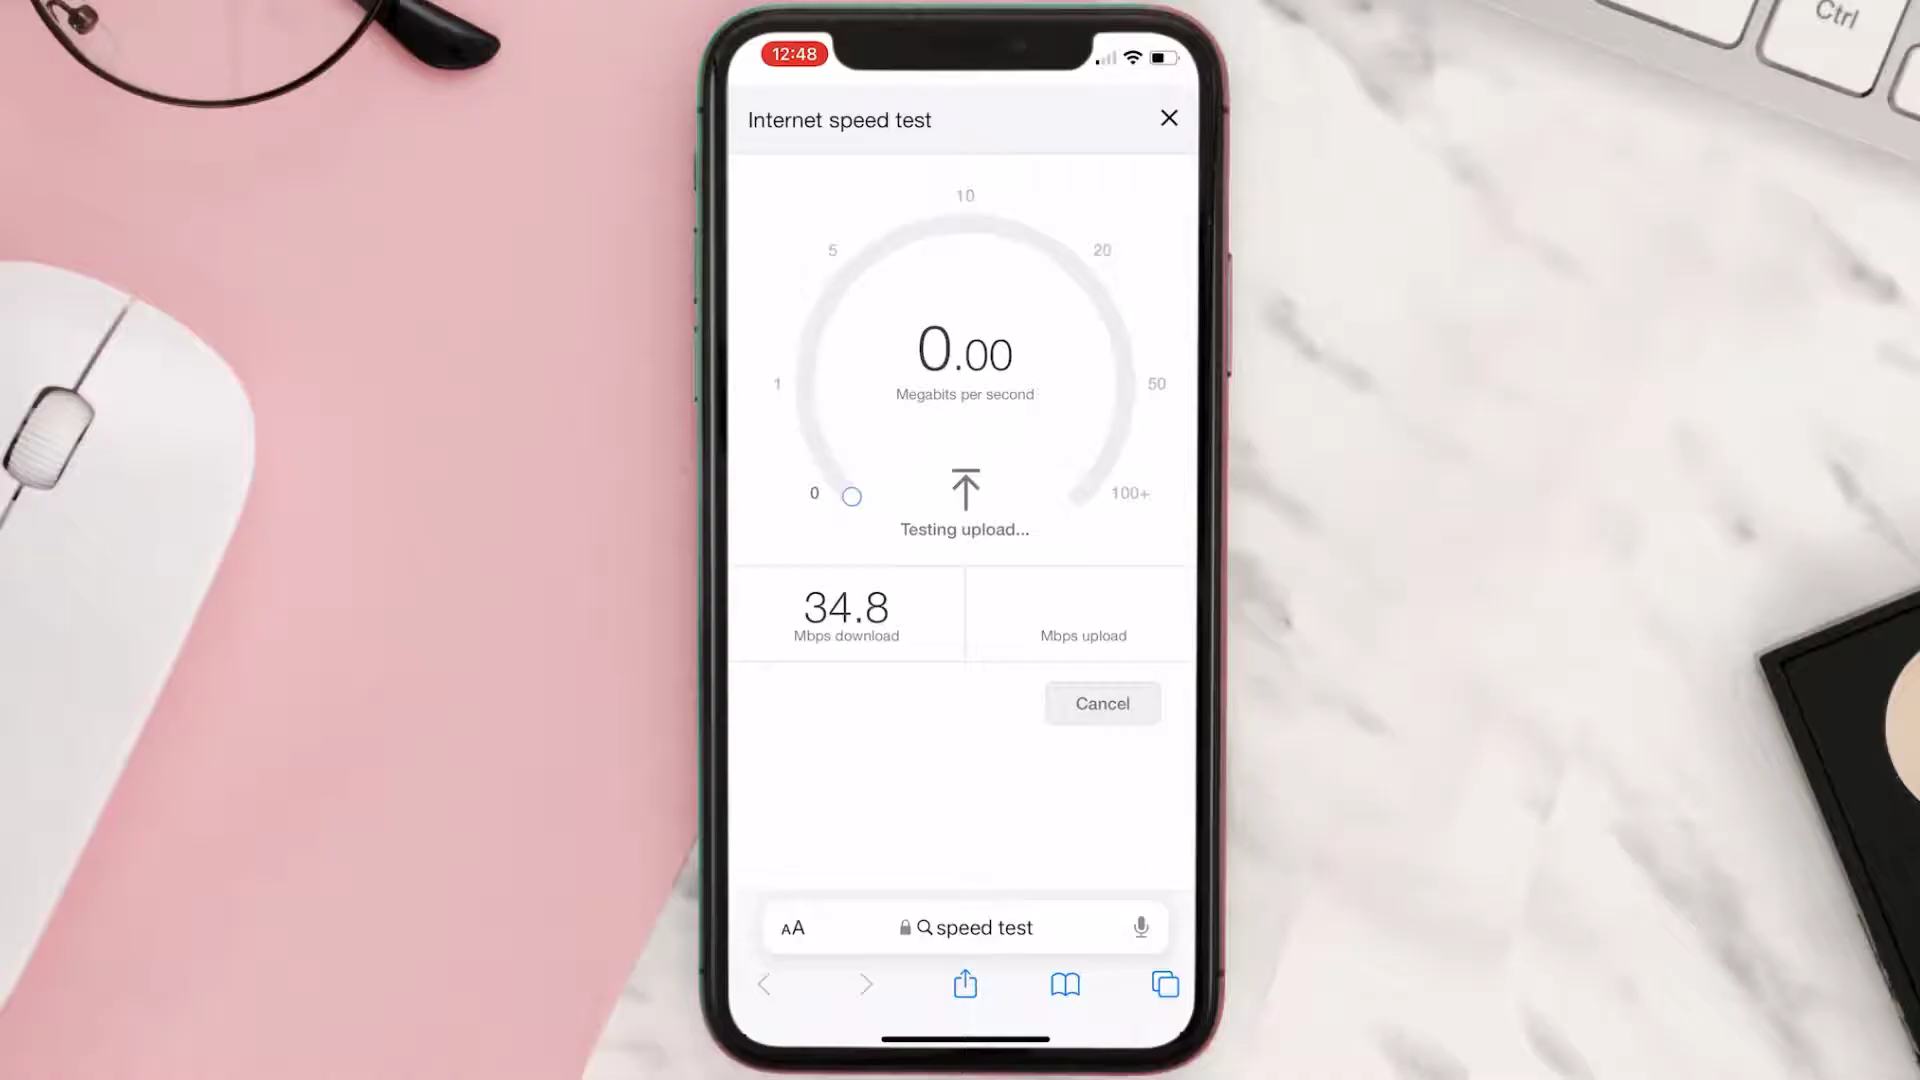 Ctrl
12:48
Internet speed test
10
5
20
0.00
Megabits per second
1
50
0
100+
Testing upload...
34.8
Mbps download
Mbps upload
Cancel
AA
speed test